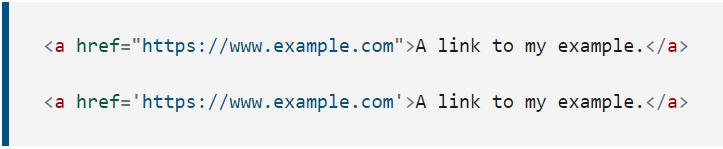 <a href="https://www.example.com">A link to my example.</a>
<a href='https://www.example.com'>A link to my example.</a>